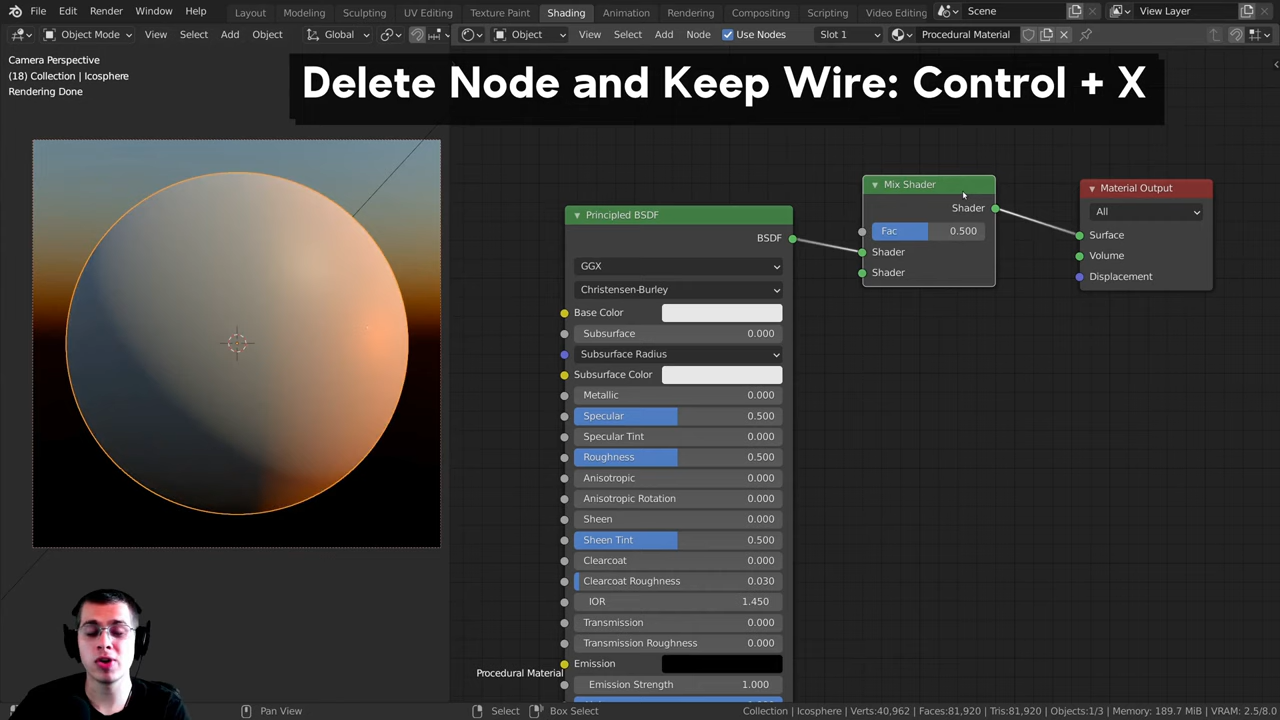 File Edit Render Window Help Layout Modeling Sculpting UV Editing Texture Paint Shading Animation Rendering Compositing Scripting Video Editing Scene View Layer
Object Mode View Select Add Object Global Object View Select Add Node Use Nodes Slot 1 Procedural Material
Camera Perspective
(18) Collection | Icosphere
Rendering Done
Delete Node and Keep Wire: Control + X
Mix Shader
Shader
Fac 0.500
Shader
Shader
Material Output
All
Surface
Volume
Displacement
Principled BSDF
BSDF
GGX
Christensen-Burley
Base Color
Subsurface 0.000
Subsurface Radius
Subsurface Color
Metallic 0.000
Specular 0.500
Specular Tint 0.000
Roughness 0.500
Anisotropic 0.000
Anisotropic Rotation 0.000
Sheen 0.000
Sheen Tint 0.500
Clearcoat 0.000
Clearcoat Roughness 0.030
IOR 1.450
Transmission 0.000
Transmission Roughness 0.000
Emission
Emission Strength 1.000
Procedural Material
Pan View Select Box Select Collection | Icosphere | Verts:40,962 | Faces:81,920 | Tris:81,920 | Objects:1/3 | Memory: 189.7 MiB | VRAM: 2.5/8.0